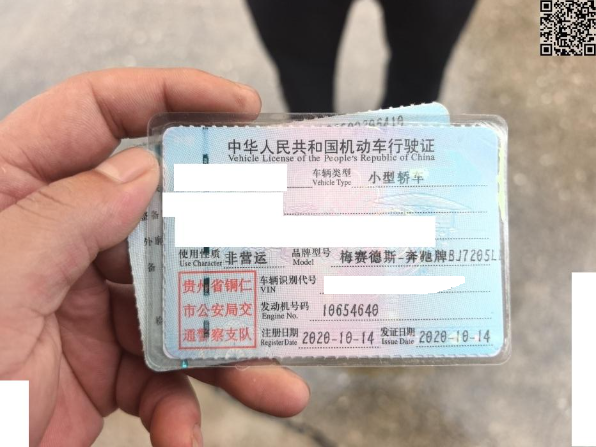 中华人民共和国机动车行驶证
Vehicle License of the People's Republic of China
车辆类型 小型轿车
Vehicle Type
使用性质 非营运 品牌型号 梅赛德斯-奔驰牌BJ7205L
Use Character Model
贵州省铜仁
市公安局交
通警察支队
车辆识别代号
VIN
发动机号码 10654640
Engine No.
注册日期 2020-10-14 发证日期 2020-10-14
Register Date Issue Date
备